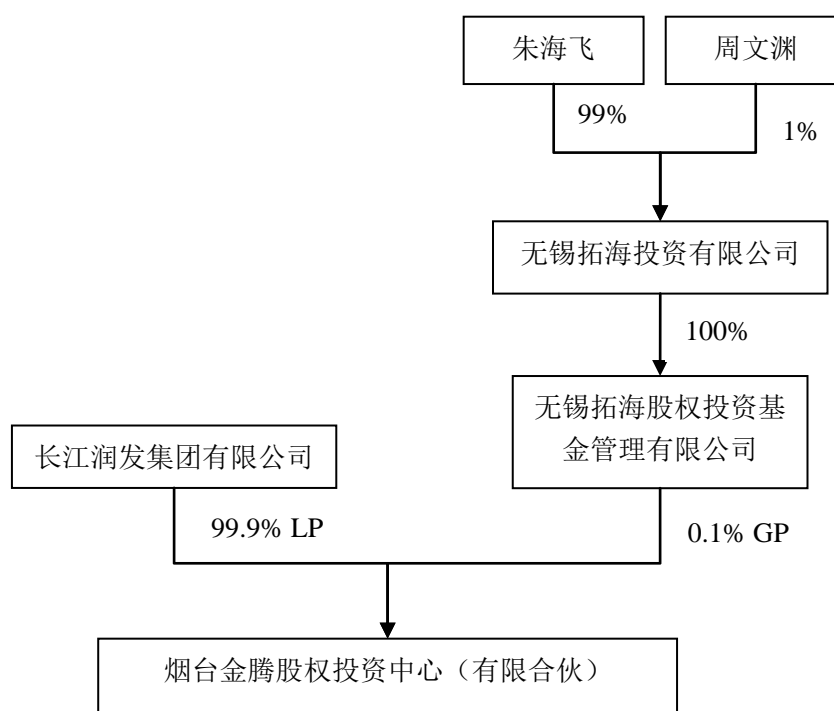 朱海飞
周文渊
99%
1%
无锡拓海投资有限公司
100%
无锡拓海股权投资基
金管理有限公司
长江润发集团有限公司
99.9% LP
0.1% GP
烟台金腾股权投资中心（有限合伙）